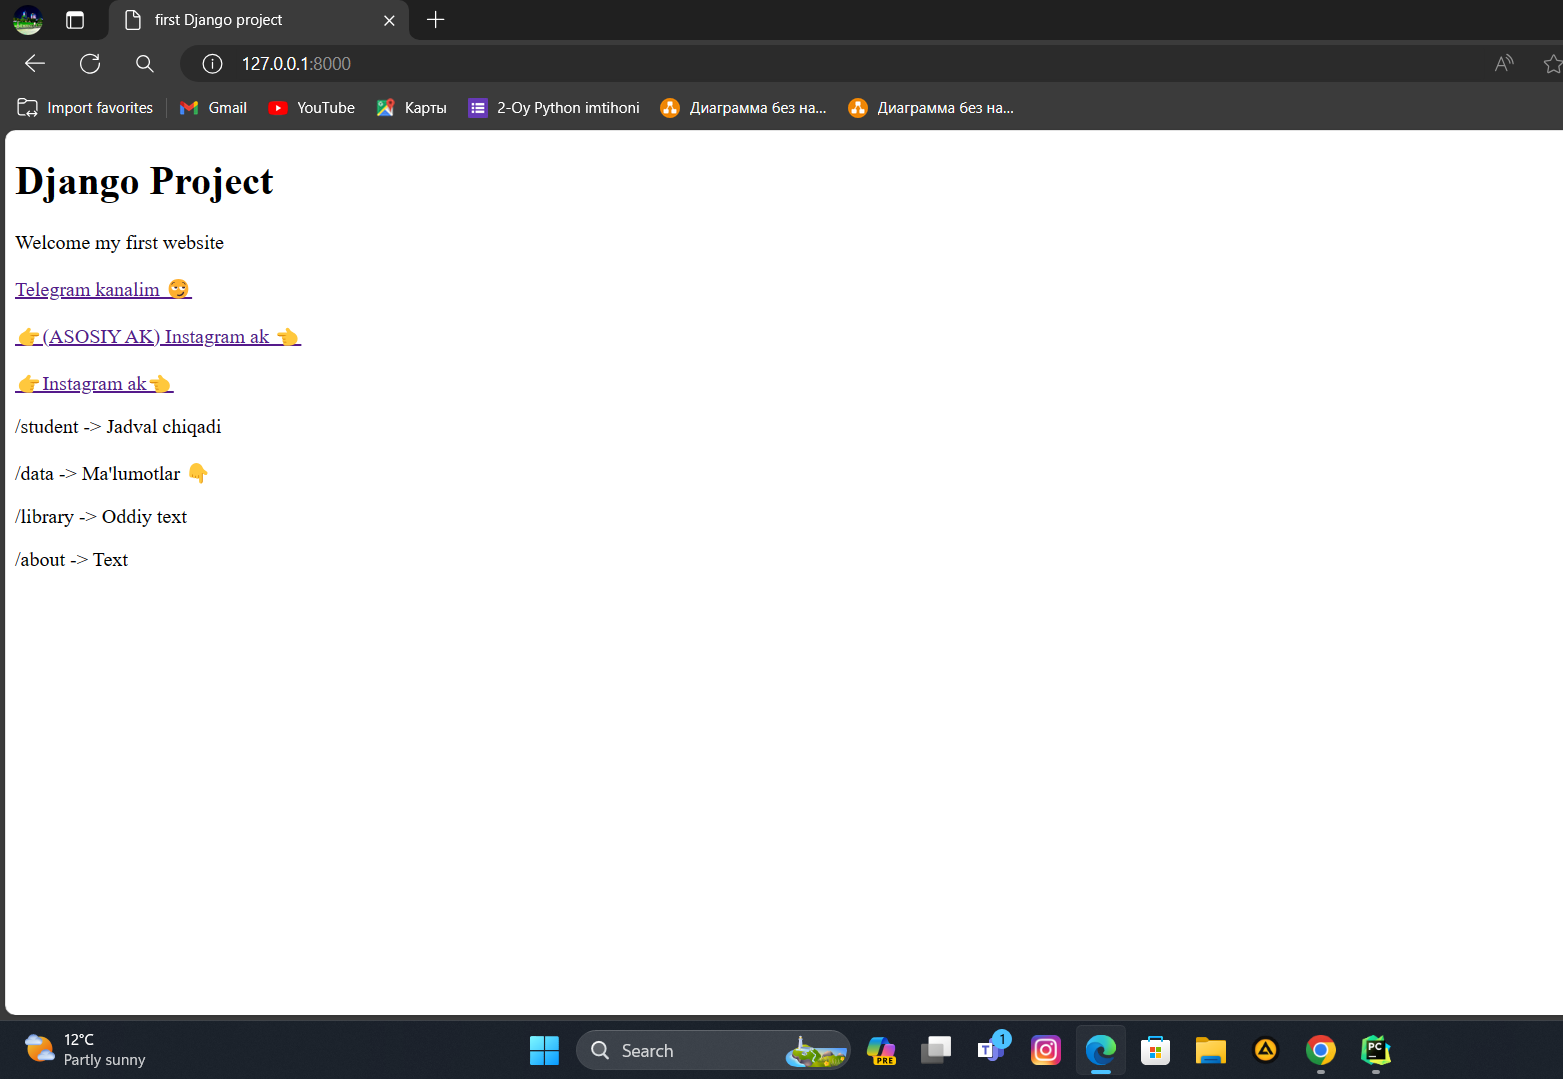 first Django project
127.0.0.1:8000
Import favorites
Gmail
YouTube
Карты
2-Oy Python imtihoni
Диаграмма без на...
Диаграмма без на...
Django Project
Welcome my first website
Telegram kanalim 😏
👉(ASOSIY AK) Instagram ak 👈
👉Instagram ak👈
/student -> Jadval chiqadi
/data -> Ma'lumotlar 👇
/library -> Oddiy text
/about -> Text
12°C
Partly sunny
Search
PRE
T
1
PC